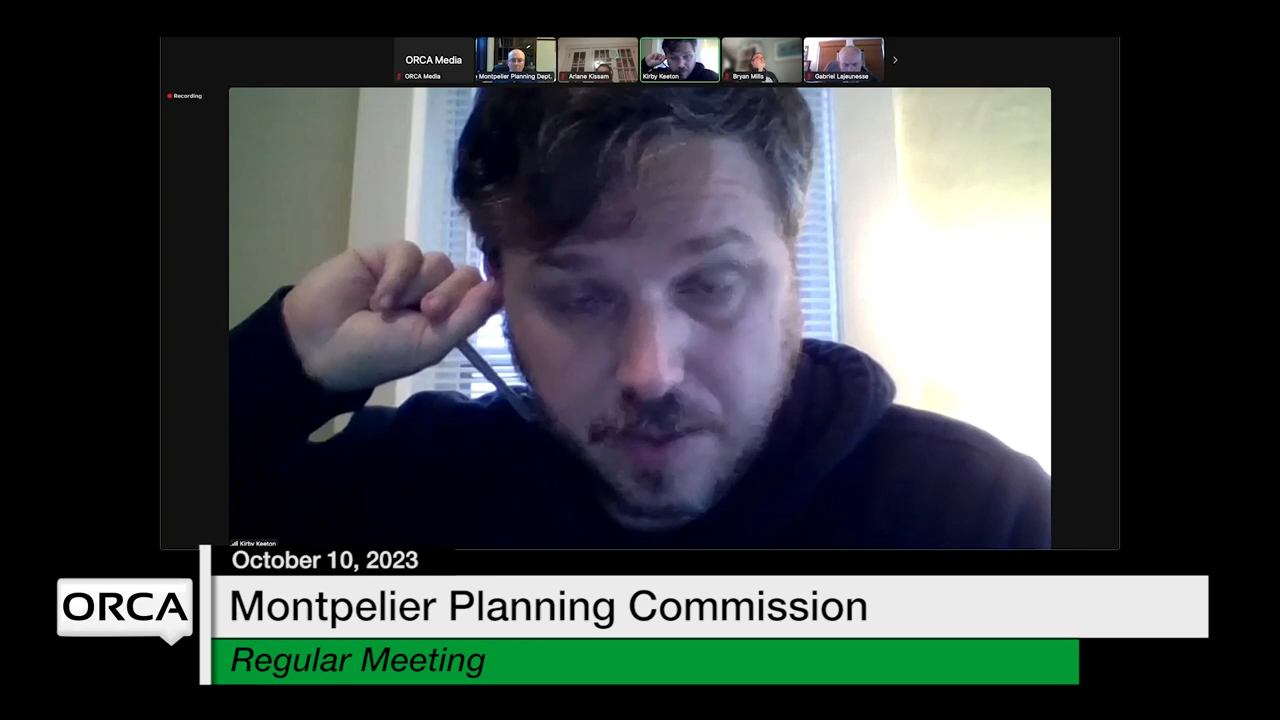 ORCA Media
ORCA Media
Montpelier Planning Dept.
Ariane Kissam
Kirby Keeton
Bryan Mills
Gabriel Lajeunesse
Recording
Kirby Keeton
October 10, 2023
ORCA
Montpelier Planning Commission
Regular Meeting